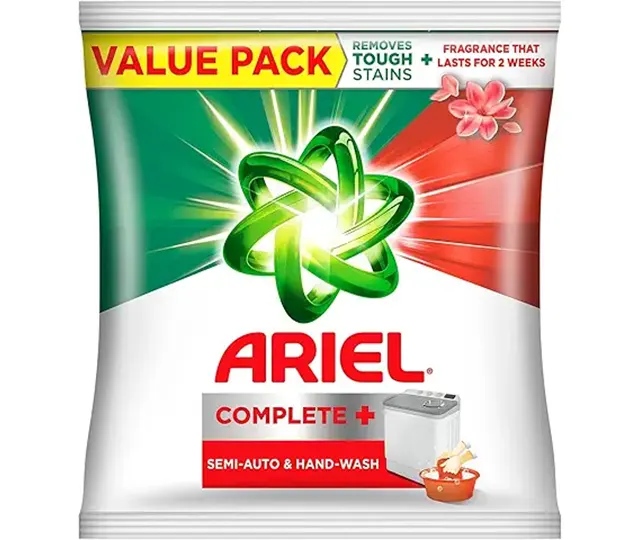 VALUE PACK
REMOVES
TOUGH
STAINS
+
FRAGRANCE THAT
LASTS FOR 2 WEEKS
ARIEL®
COMPLETE +
SEMI-AUTO & HAND-WASH